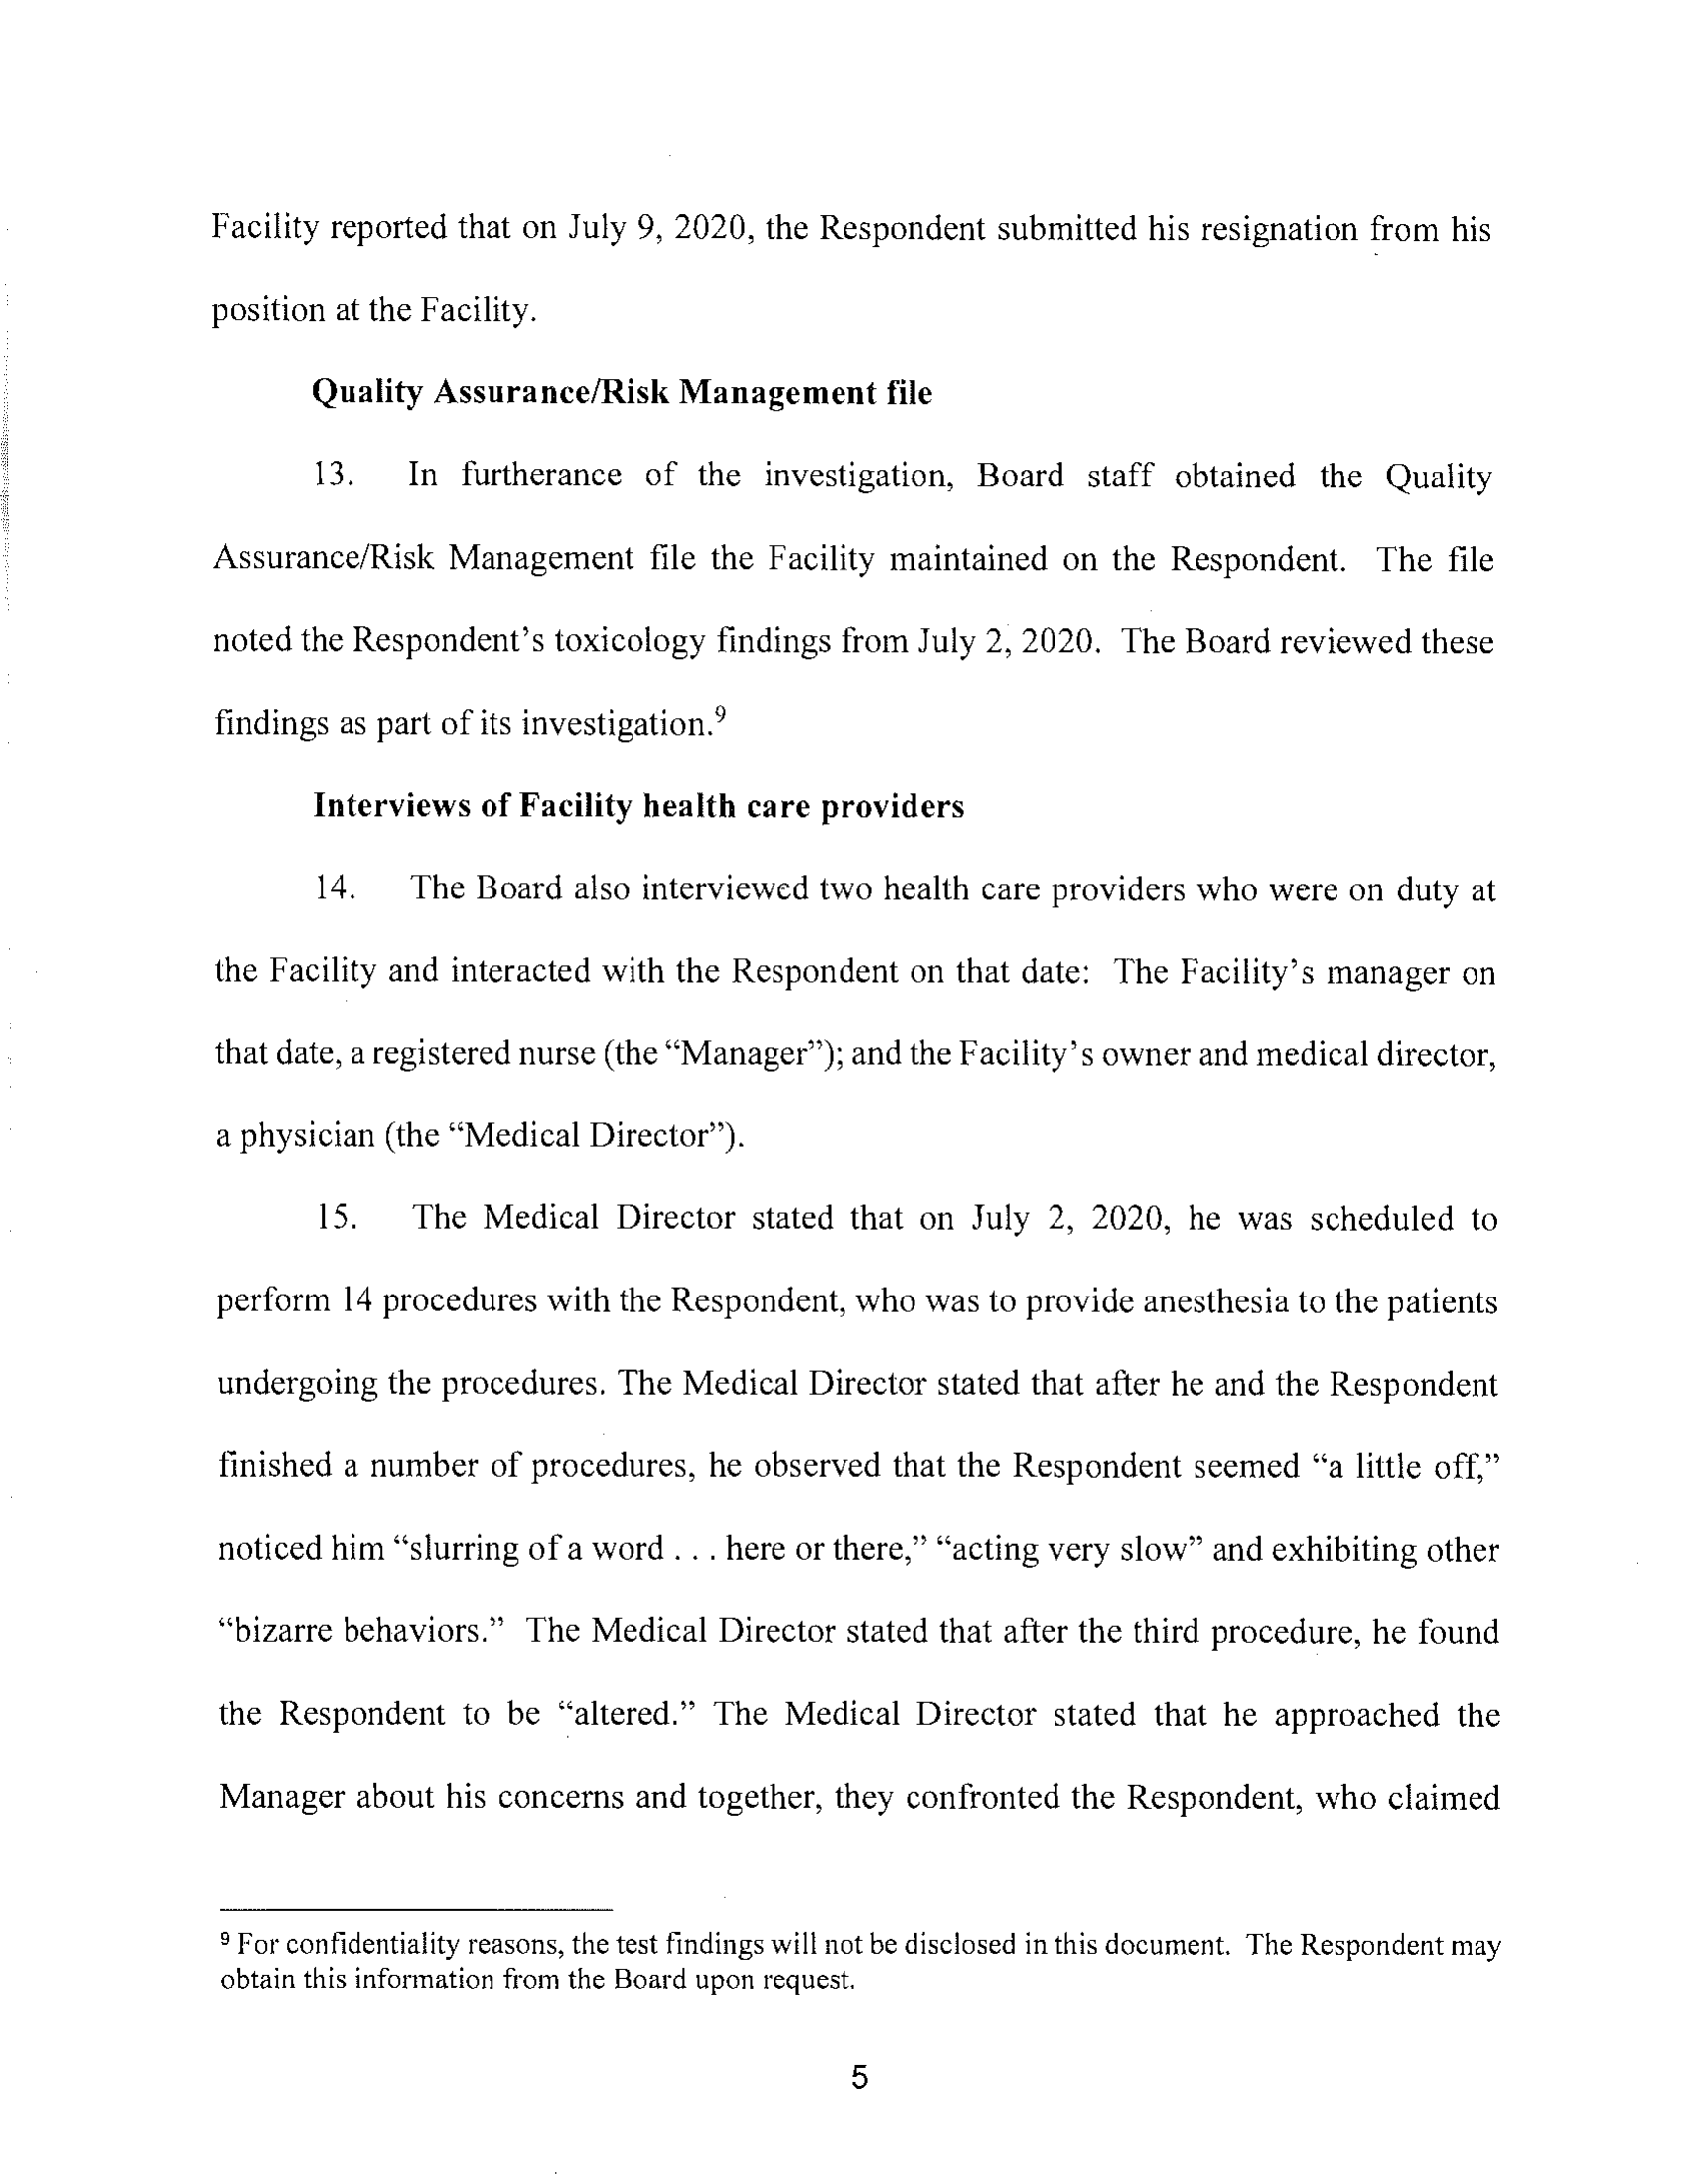 Facility reported that on July 9, 2020, the Respondent submitted his resignation from his
position at the Facility.
Quality Assurance/Risk Management file
13. In furtherance of the investigation, Board staff obtained the Quality
Assurance/Risk Management file the Facility maintained on the Respondent. The file
noted the Respondent's toxicology findings from July 2, 2020. The Board reviewed these
findings as part of its investigation.⁹
Interviews of Facility health care providers
14. The Board also interviewed two health care providers who were on duty at
the Facility and interacted with the Respondent on that date: The Facility's manager on
that date, a registered nurse (the “Manager”); and the Facility's owner and medical director,
a physician (the “Medical Director”).
15. The Medical Director stated that on July 2, 2020, he was scheduled to
perform 14 procedures with the Respondent, who was to provide anesthesia to the patients
undergoing the procedures. The Medical Director stated that after he and the Respondent
finished a number of procedures, he observed that the Respondent seemed “a little off,”
noticed him “slurring of a word . . . here or there,” “acting very slow” and exhibiting other
“bizarre behaviors.” The Medical Director stated that after the third procedure, he found
the Respondent to be “altered.” The Medical Director stated that he approached the
Manager about his concerns and together, they confronted the Respondent, who claimed
⁹ For confidentiality reasons, the test findings will not be disclosed in this document. The Respondent may
obtain this information from the Board upon request.
5